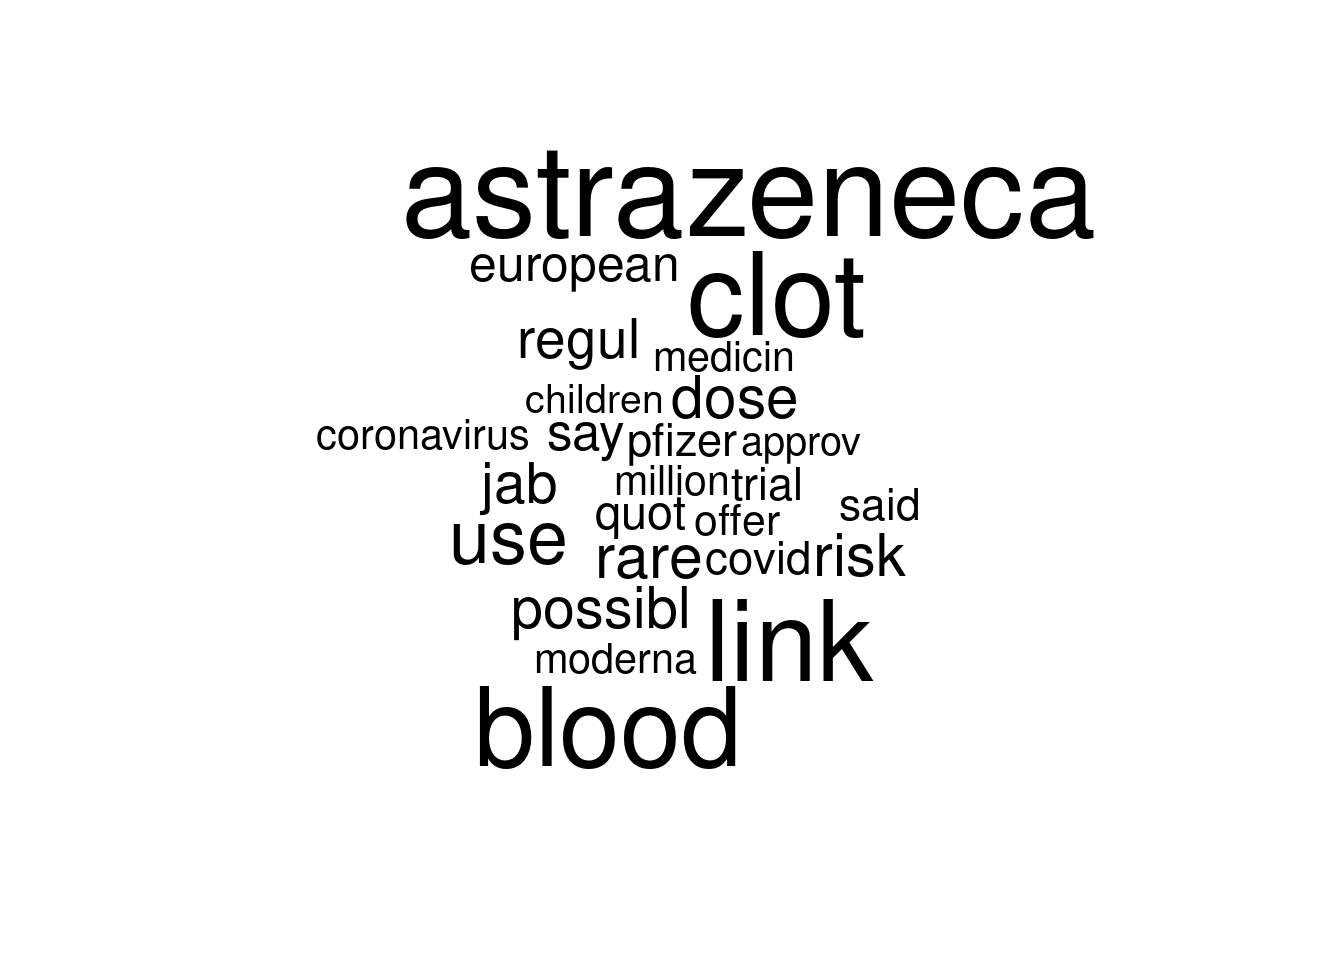 astrazeneca
european clot
regul medicin
children dose
coronavirus say pfizer approv
jab million trial
quot offer said
use rare covid risk
possibl link
moderna
blood